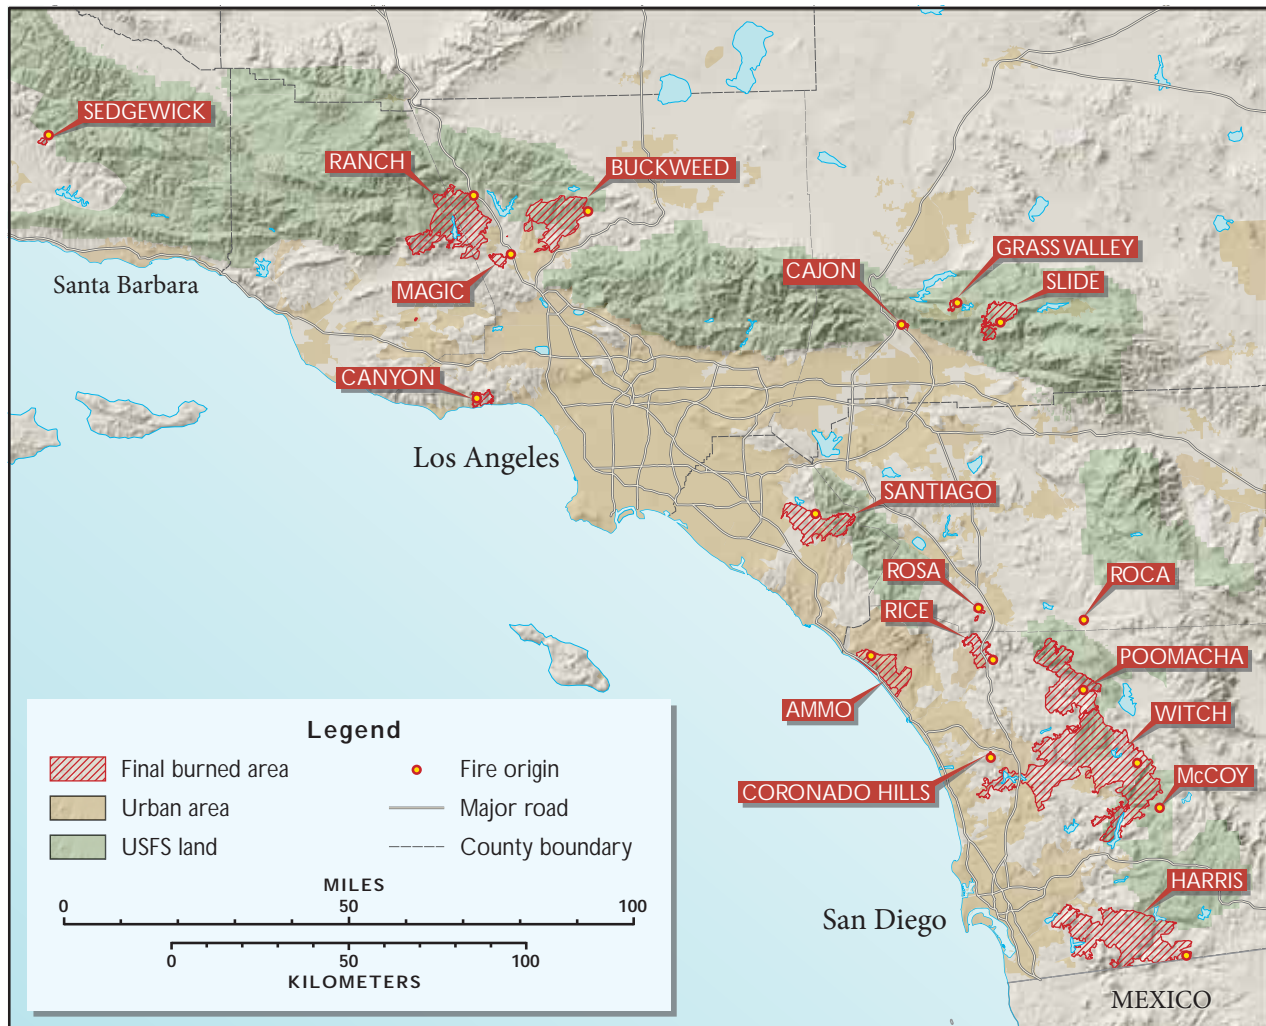 SEDGEWICK
RANCH
BUCKWEED
GRASS VALLEY
CAJON
SLIDE
Santa Barbara
MAGIC
CANYON
Los Angeles
SANTIAGO
ROSA
ROCA
RICE
POOMACHA
AMMO
WITCH
McCOY
CORONADO HILLS
HARRIS
San Diego
MEXICO
Legend
Final burned area
Fire origin
Urban area
Major road
USFS land
County boundary
MILES
0 50 100
0 50 100
KILOMETERS